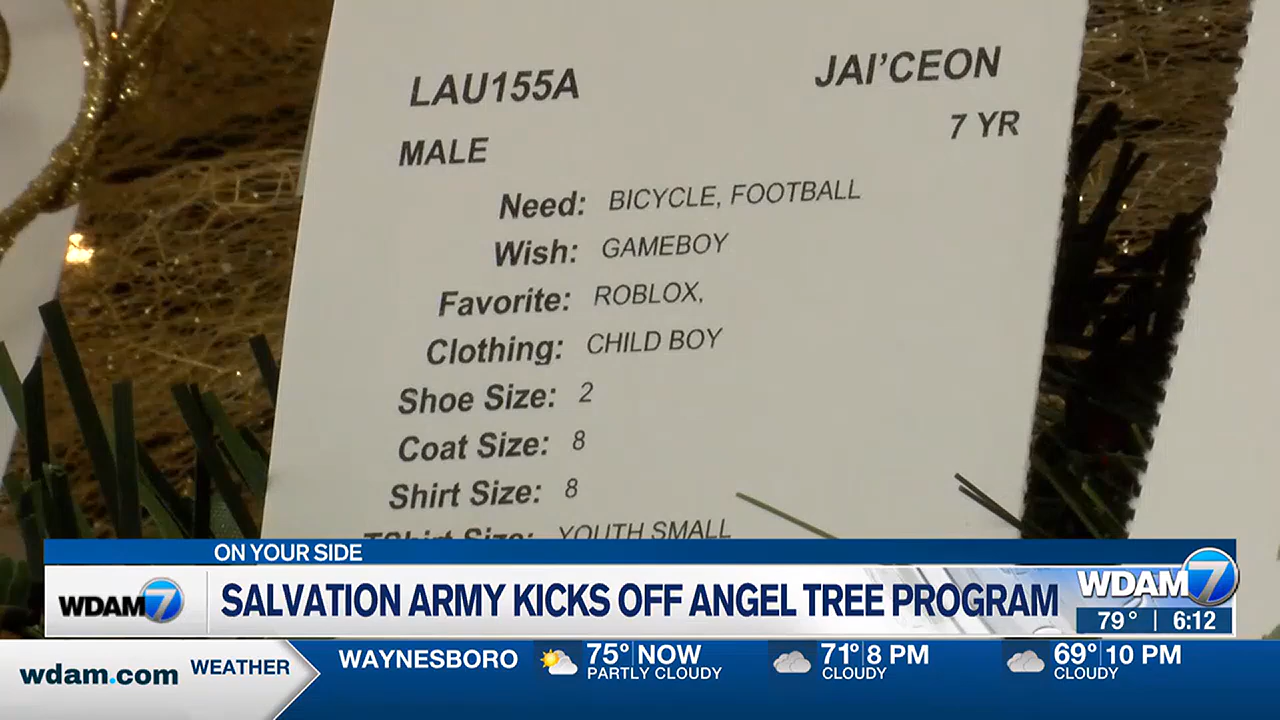 LAU155A JAI'CEON
MALE 7 YR
Need: BICYCLE, FOOTBALL
Wish: GAMEBOY
Favorite: ROBLOX,
Clothing: CHILD BOY
Shoe Size: 2
Coat Size: 8
Shirt Size: 8
TShirt Size: YOUTH SMALL
ON YOUR SIDE
WDAM 7 SALVATION ARMY KICKS OFF ANGEL TREE PROGRAM WDAM 7
79° | 6:12
wdam.com WEATHER WAYNESBORO 75° NOW 71° 8 PM 69° 10 PM
PARTLY CLOUDY CLOUDY CLOUDY